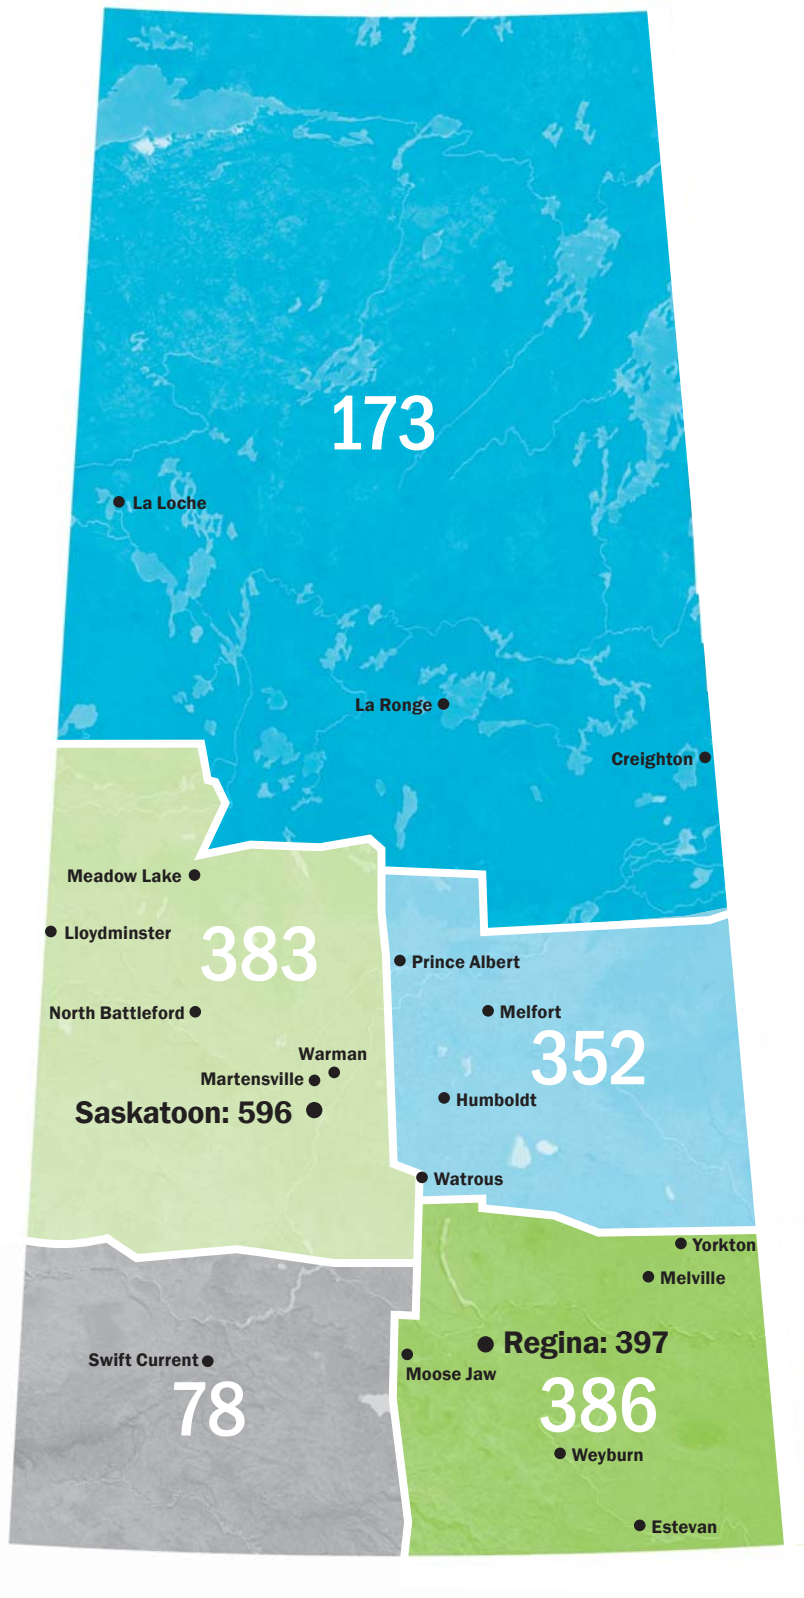 173
La Loche
La Ronge
Creighton
Meadow Lake
Lloydminster
383
Prince Albert
North Battleford
Melfort
352
Warman
Martensville
Saskatoon: 596
Humboldt
Watrous
Yorkton
Melville
Regina: 397
Swift Current
Moose Jaw
78
386
Weyburn
Estevan